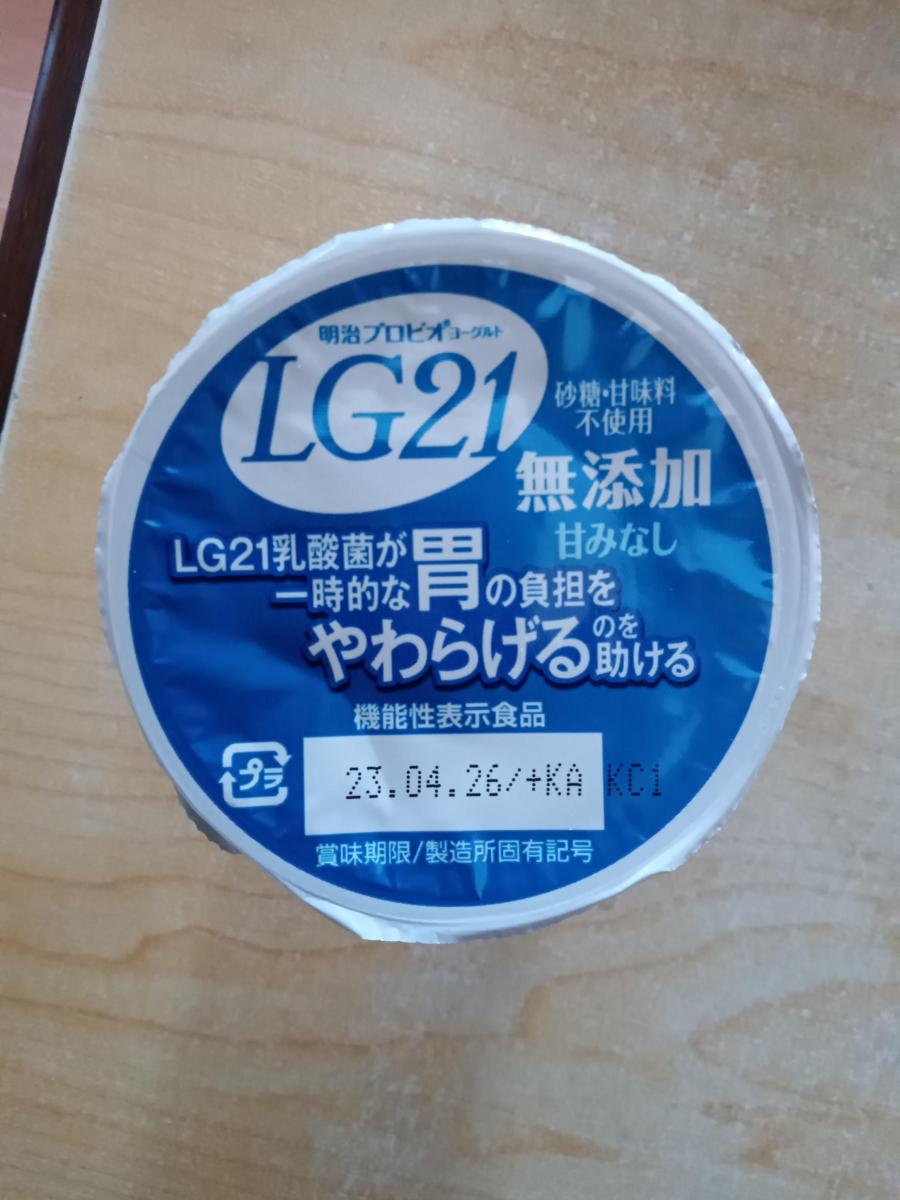 明治プロビオヨーグルト
LG21
砂糖・甘味料
不使用
無添加
甘みなし
LG21乳酸菌が
一時的な胃の負担を
やわらげるのを助ける
機能性表示食品
プラ
23.04.26/+KA KC1
賞味期限/製造所固有記号